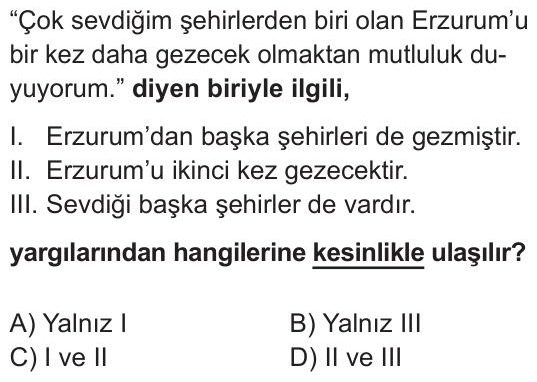 “Çok sevdiğim şehirlerden biri olan Erzurum’u
bir kez daha gezecek olmaktan mutluluk du-
yuyorum.” diyen biriyle ilgili,
I. Erzurum’dan başka şehirleri de gezmiştir.
II. Erzurum’u ikinci kez gezecektir.
III. Sevdiği başka şehirler de vardır.
yargılarından hangilerine kesinlikle ulaşılır?
A) Yalnız I B) Yalnız III
C) I ve II D) II ve III